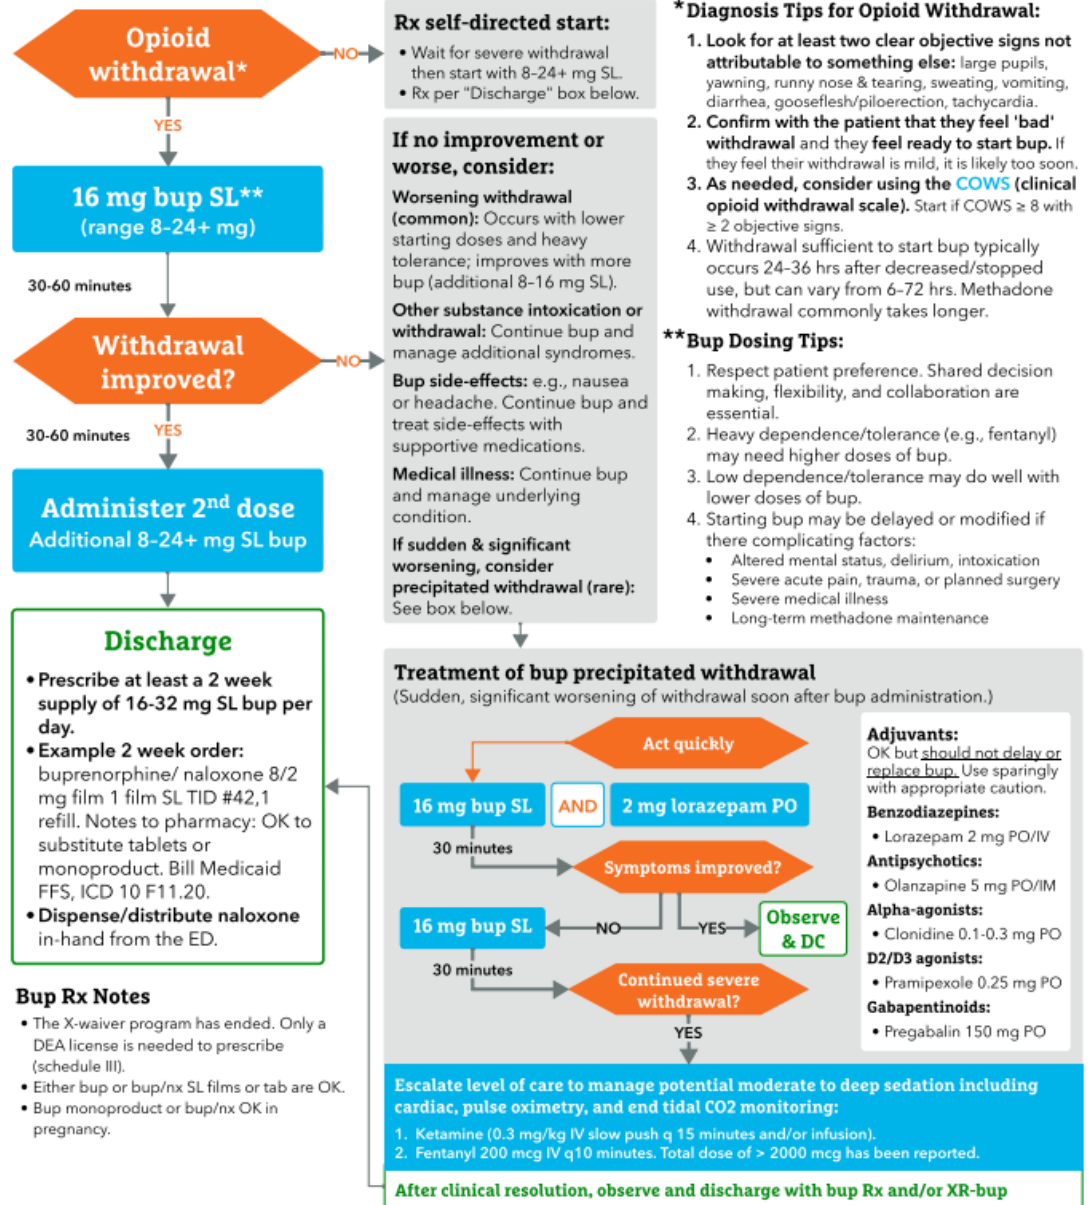 Opioid
withdrawal*
NO
YES
16 mg bup SL**
(range 8–24+ mg)
30-60 minutes
Withdrawal
improved?
NO
30-60 minutes
YES
Administer 2nd dose
Additional 8–24+ mg SL bup
Discharge
• Prescribe at least a 2 week
supply of 16-32 mg SL bup per
day.
• Example 2 week order:
buprenorphine/ naloxone 8/2
mg film 1 film SL TID #42,1
refill. Notes to pharmacy: OK to
substitute tablets or
monoproduct. Bill Medicaid
FFS, ICD 10 F11.20.
• Dispense/distribute naloxone
in-hand from the ED.
Bup Rx Notes
• The X-waiver program has ended. Only a
DEA license is needed to prescribe
(schedule III).
• Either bup or bup/nx SL films or tab are OK.
• Bup monoproduct or bup/nx OK in
pregnancy.
Rx self-directed start:
• Wait for severe withdrawal
then start with 8–24+ mg SL.
• Rx per "Discharge" box below.
If no improvement or
worse, consider:
Worsening withdrawal
(common): Occurs with lower
starting doses and heavy
tolerance; improves with more
bup (additional 8–16 mg SL).
Other substance intoxication or
withdrawal: Continue bup and
manage additional syndromes.
Bup side-effects: e.g., nausea
or headache. Continue bup and
treat side-effects with
supportive medications.
Medical illness: Continue bup
and manage underlying
condition.
If sudden & significant
worsening, consider
precipitated withdrawal (rare):
See box below.
*Diagnosis Tips for Opioid Withdrawal:
1. Look for at least two clear objective signs not
attributable to something else: large pupils,
yawning, runny nose & tearing, sweating, vomiting,
diarrhea, gooseflesh/piloerection, tachycardia.
2. Confirm with the patient that they feel 'bad'
withdrawal and they feel ready to start bup. If
they feel their withdrawal is mild, it is likely too soon.
3. As needed, consider using the COWS (clinical
opioid withdrawal scale). Start if COWS ≥ 8 with
≥ 2 objective signs.
4. Withdrawal sufficient to start bup typically
occurs 24–36 hrs after decreased/stopped
use, but can vary from 6–72 hrs. Methadone
withdrawal commonly takes longer.
**Bup Dosing Tips:
1. Respect patient preference. Shared decision
making, flexibility, and collaboration are
essential.
2. Heavy dependence/tolerance (e.g., fentanyl)
may need higher doses of bup.
3. Low dependence/tolerance may do well with
lower doses of bup.
4. Starting bup may be delayed or modified if
there complicating factors:
• Altered mental status, delirium, intoxication
• Severe acute pain, trauma, or planned surgery
• Severe medical illness
• Long-term methadone maintenance
Treatment of bup precipitated withdrawal
(Sudden, significant worsening of withdrawal soon after bup administration.)
Act quickly
16 mg bup SL AND 2 mg lorazepam PO
30 minutes
Symptoms improved?
16 mg bup SL
NO
YES
Observe
& DC
30 minutes
Continued severe
withdrawal?
YES
Adjuvants:
OK but should not delay or
replace bup. Use sparingly
with appropriate caution.
Benzodiazepines:
• Lorazepam 2 mg PO/IV
Antipsychotics:
• Olanzapine 5 mg PO/IM
Alpha-agonists:
• Clonidine 0.1-0.3 mg PO
D2/D3 agonists:
• Pramipexole 0.25 mg PO
Gabapentinoids:
• Pregabalin 150 mg PO
Escalate level of care to manage potential moderate to deep sedation including
cardiac, pulse oximetry, and end tidal CO2 monitoring:
1. Ketamine (0.3 mg/kg IV slow push q 15 minutes and/or infusion).
2. Fentanyl 200 mcg IV q10 minutes. Total dose of > 2000 mcg has been reported.
After clinical resolution, observe and discharge with bup Rx and/or XR-bup